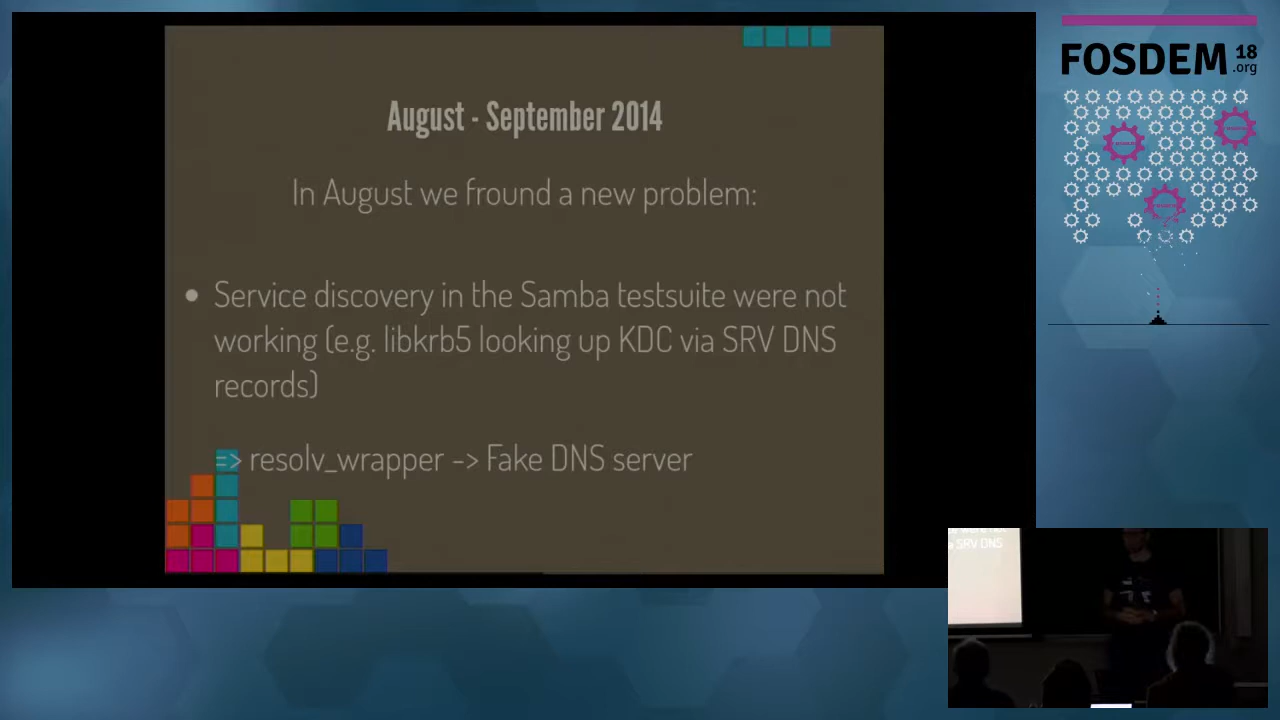 August - September 2014
In August we fround a new problem:
Service discovery in the Samba testsuite were not
working (e.g. libkrb5 looking up KDC via SRV DNS
records)
=> resolv_wrapper -> Fake DNS server
FOSDEM 18
.org
SRV DNS